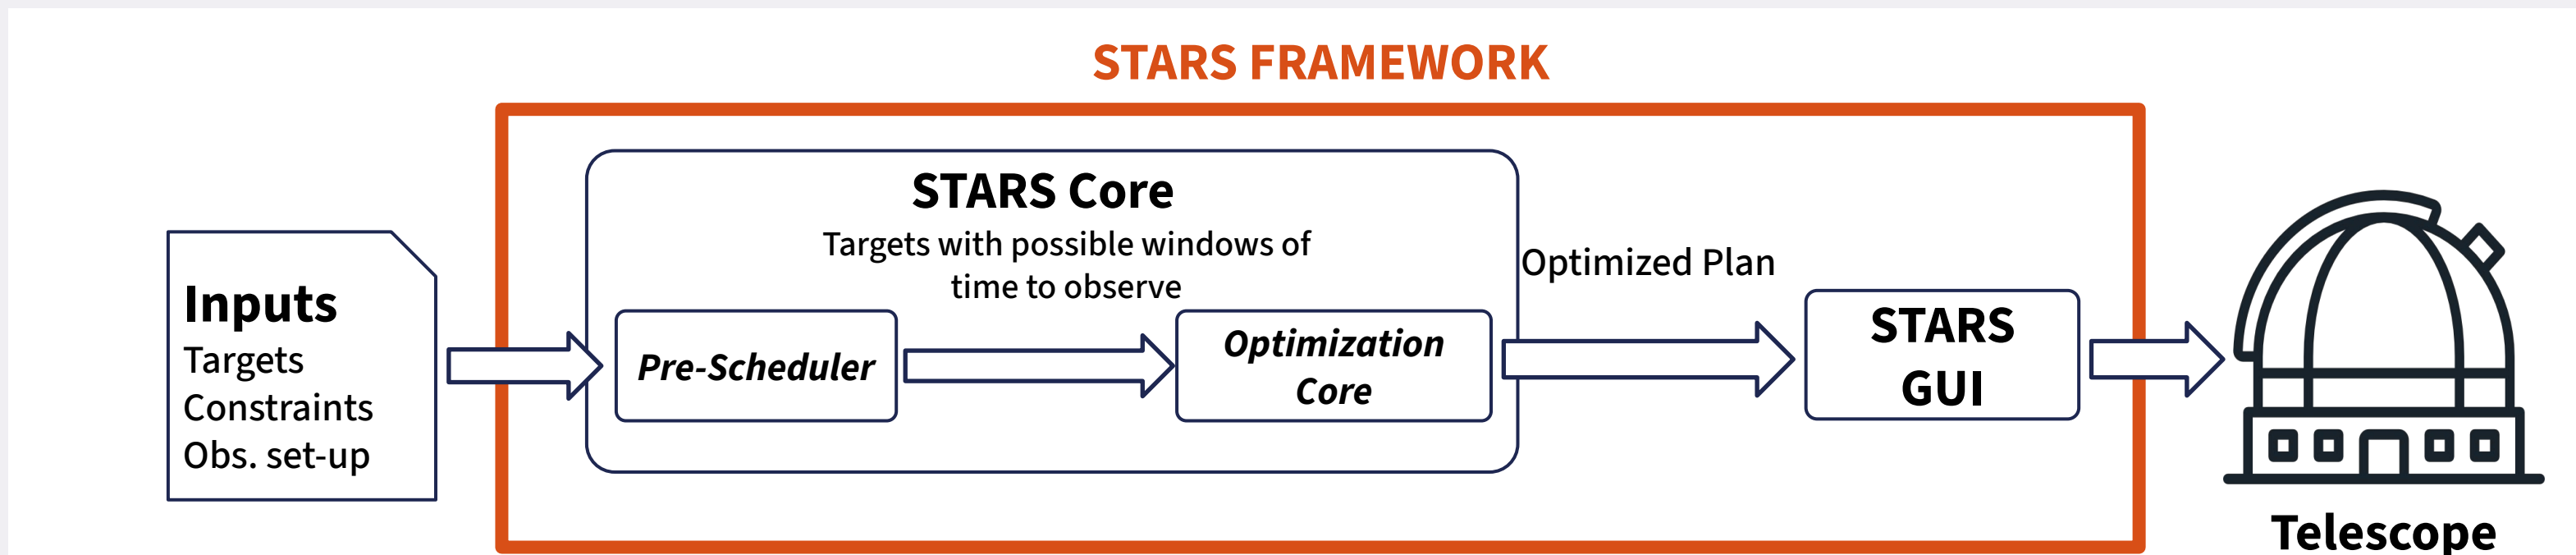 STARS FRAMEWORK
Inputs
Targets
Constraints
Obs. set-up
STARS Core
Targets with possible windows of
time to observe
Pre-Scheduler
Optimization
Core
Optimized Plan
STARS
GUI
Telescope